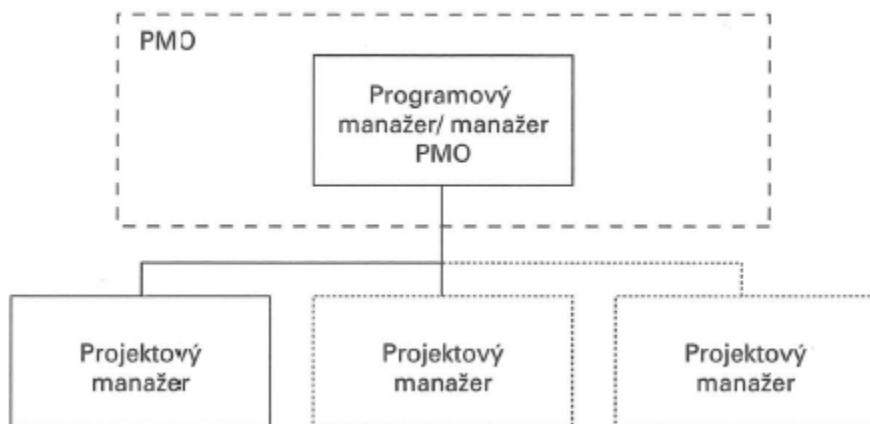 PMO
Programový
manažer/ manažer
PMO
Projektový
manažer
Projektový
manažer
Projektový
manažer